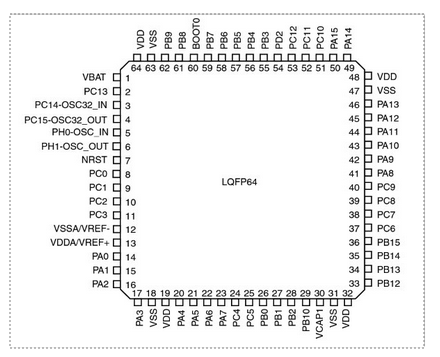 VDD VSS PB9 PB8 BOOT0 PB7 PB6 PB5 PB4 PB3 PD2 PC12 PC11 PC10 PA15 PA14
64 63 62 61 60 59 58 57 56 55 54 53 52 51 50 49
VBAT 1 48 VDD
PC13 2 47 VSS
PC14-OSC32_IN 3 46 PA13
PC15-OSC32_OUT 4 45 PA12
PH0-OSC_IN 5 44 PA11
PH1-OSC_OUT 6 43 PA10
NRST 7 42 PA9
PC0 8 41 PA8
PC1 9 LQFP64 40 PC9
PC2 10 39 PC8
PC3 11 38 PC7
VSSA/VREF- 12 37 PC6
VDDA/VREF+ 13 36 PB15
PA0 14 35 PB14
PA1 15 34 PB13
PA2 16 33 PB12
17 18 19 20 21 22 23 24 25 26 27 28 29 30 31 32
PA3 VSS VDD PA4 PA5 PA6 PA7 PC4 PC5 PB0 PB1 PB2 PB10 VCAP1 VSS VDD